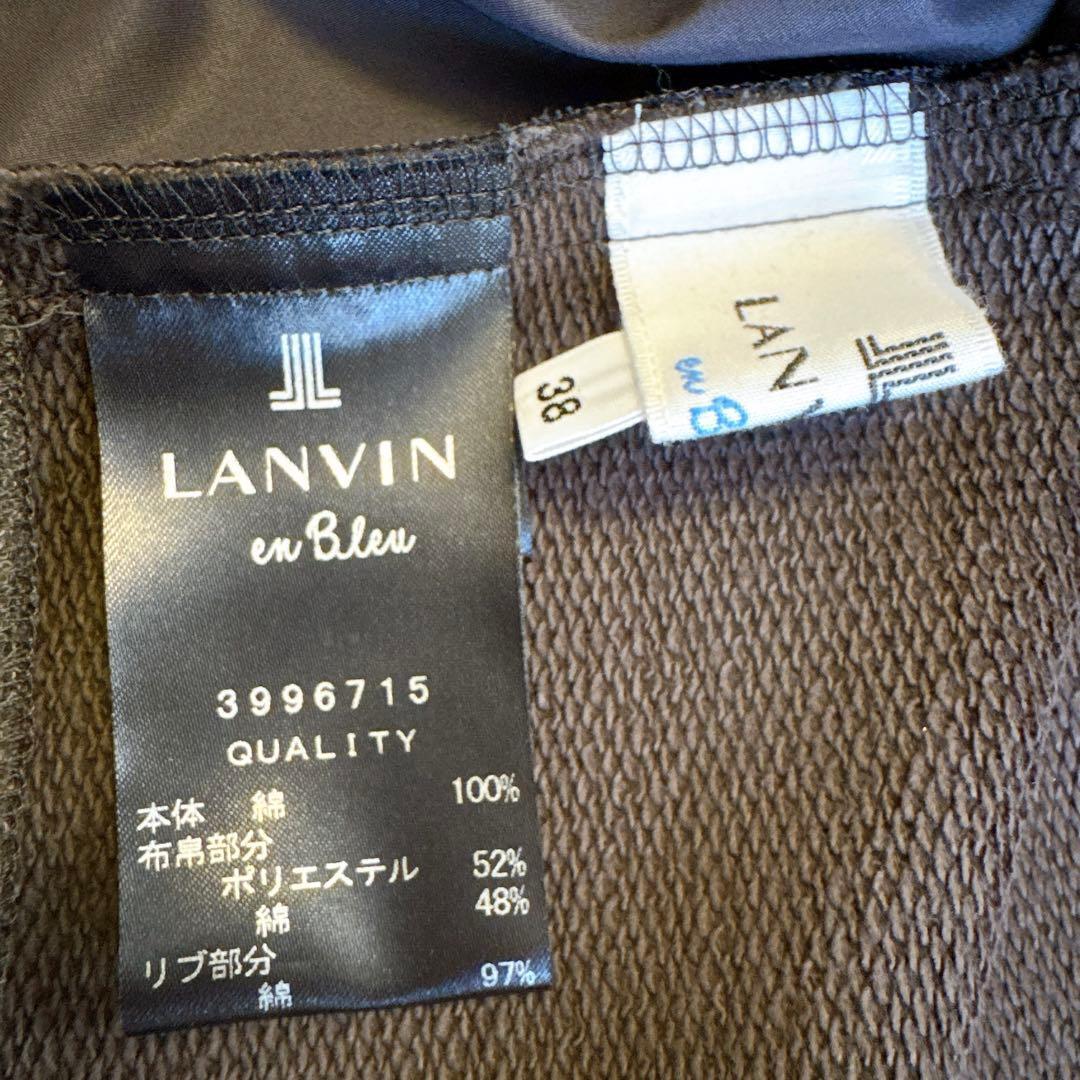 LANVIN
en Bleu
3996715
QUALITY
本体 綿 100%
布帛部分
ポリエステル 52%
綿 48%
リブ部分
綿 97%
38
LAN
en B